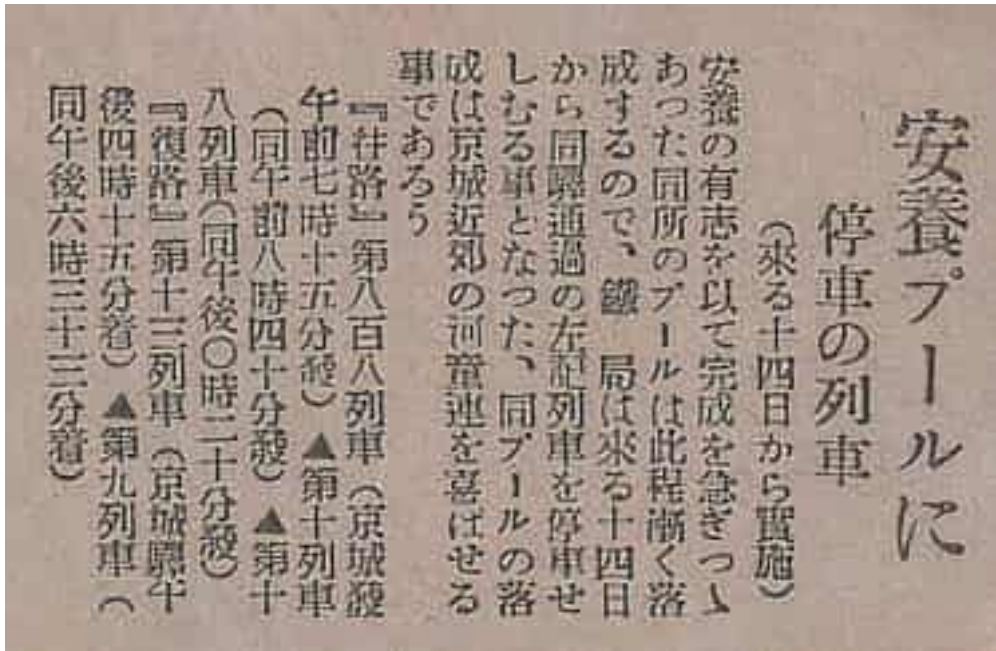 安養プールに
停車の列車
（來る十四日から實施）
安養の有志を以て完成を急ぎつゝ
あった同所のプールは此程漸く落
成するので、鐵 局は來る十四日
から同驛通過の左記列車を停車せ
しむる事となつた、同プールの落
成は京城近郊の河童連を喜ばせる
事であろう
『往路』第八百八列車（京城發
午前七時十五分發）▲第十列車
（同午前八時四十分發）▲第十
八列車（同午後〇時二十分發）
『復路』第十三列車（京城驛午
後四時十五分着）▲第九列車（
同午後六時三十三分着）